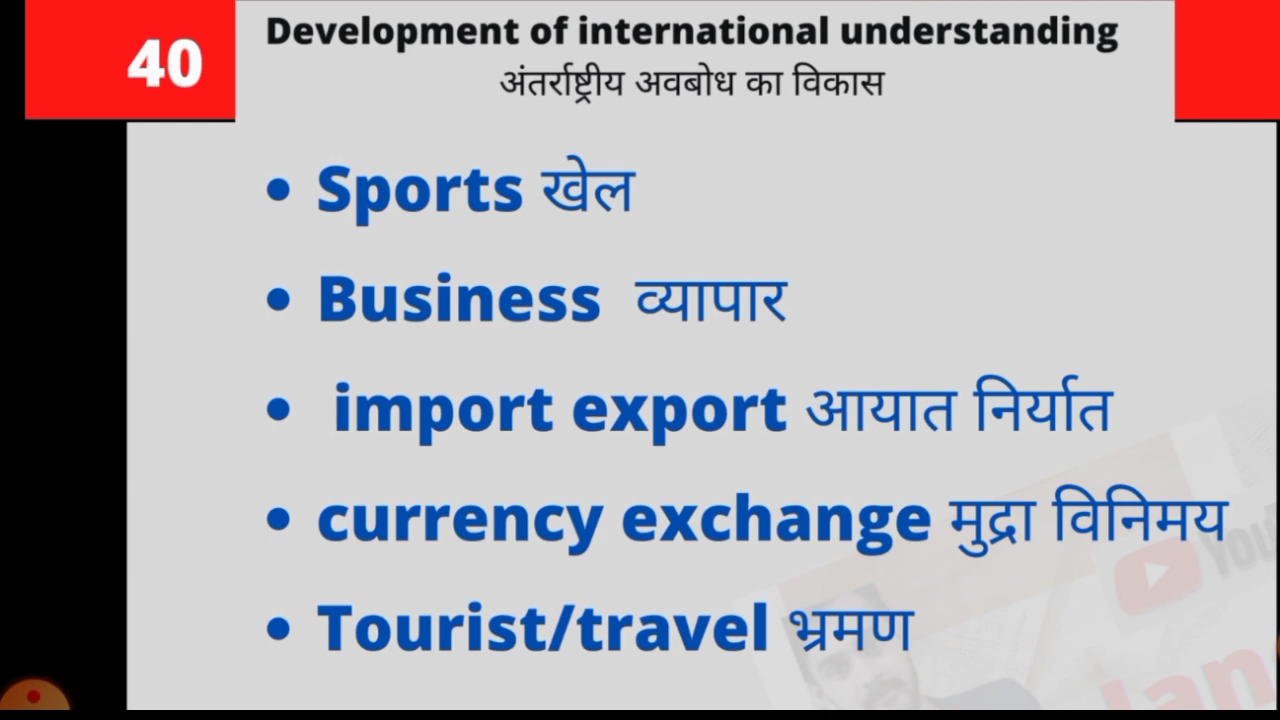 40
Development of international understanding
अंतर्राष्ट्रीय अवबोध का विकास
• Sports खेल
• Business व्यापार
• import export आयात निर्यात
• currency exchange मुद्रा विनिमय
• Tourist/travel भ्रमण